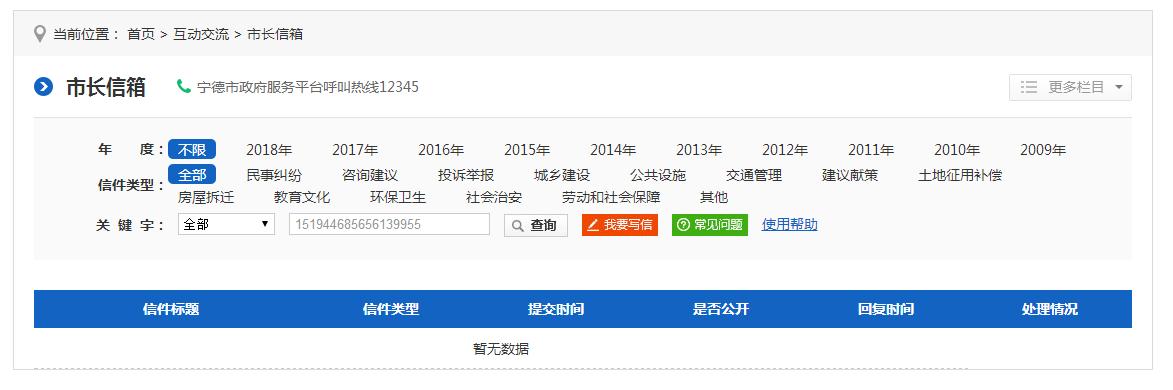 当前位置： 首页 > 互动交流 > 市长信箱
市长信箱 宁德市政府服务平台呼叫热线12345 更多栏目
年 度： 不限 2018年 2017年 2016年 2015年 2014年 2013年 2012年 2011年 2010年 2009年
信件类型： 全部 民事纠纷 咨询建议 投诉举报 城乡建设 公共设施 交通管理 建议献策 土地征用补偿
房屋拆迁 教育文化 环保卫生 社会治安 劳动和社会保障 其他
关 键 字： 全部 151944685656139955 查询 我要写信 常见问题 使用帮助
信件标题 信件类型 提交时间 是否公开 回复时间 处理情况
暂无数据